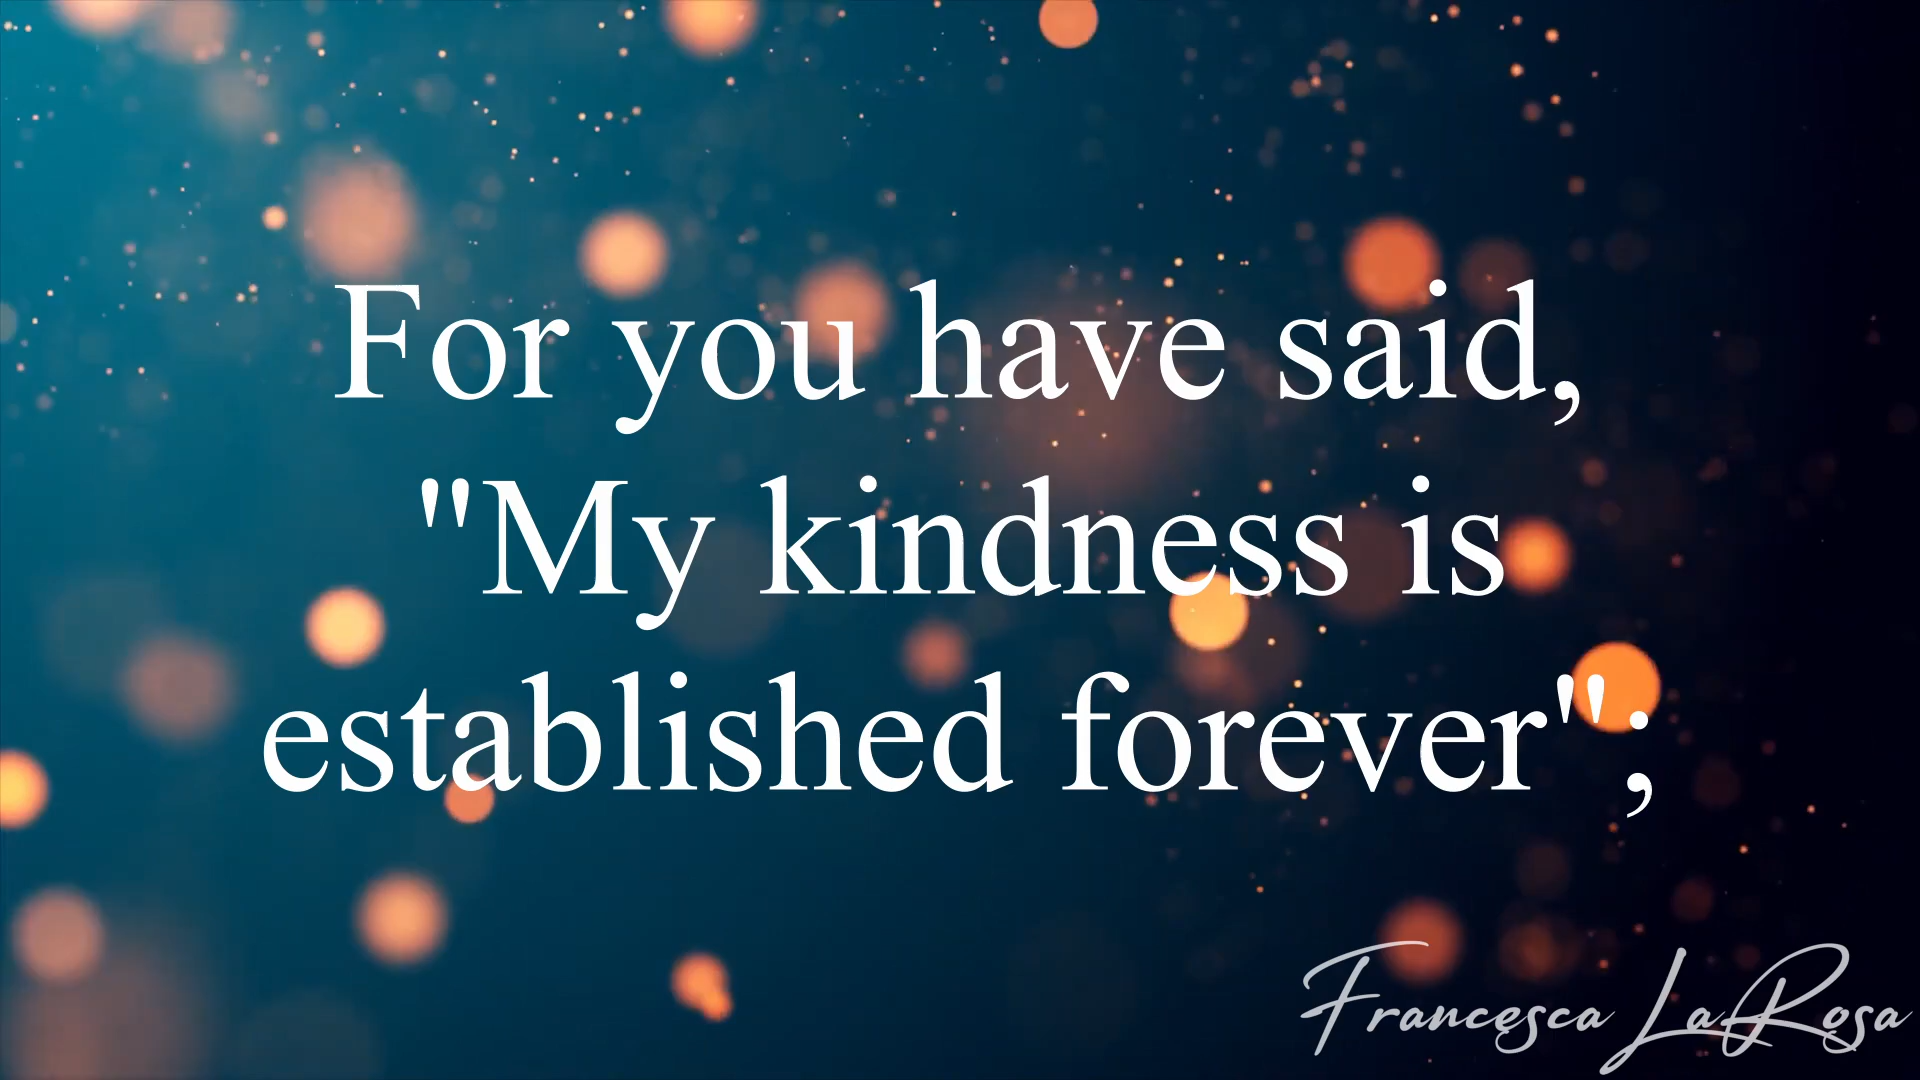 For you have said,
"My kindness is
established forever";
Francesca LaRosa